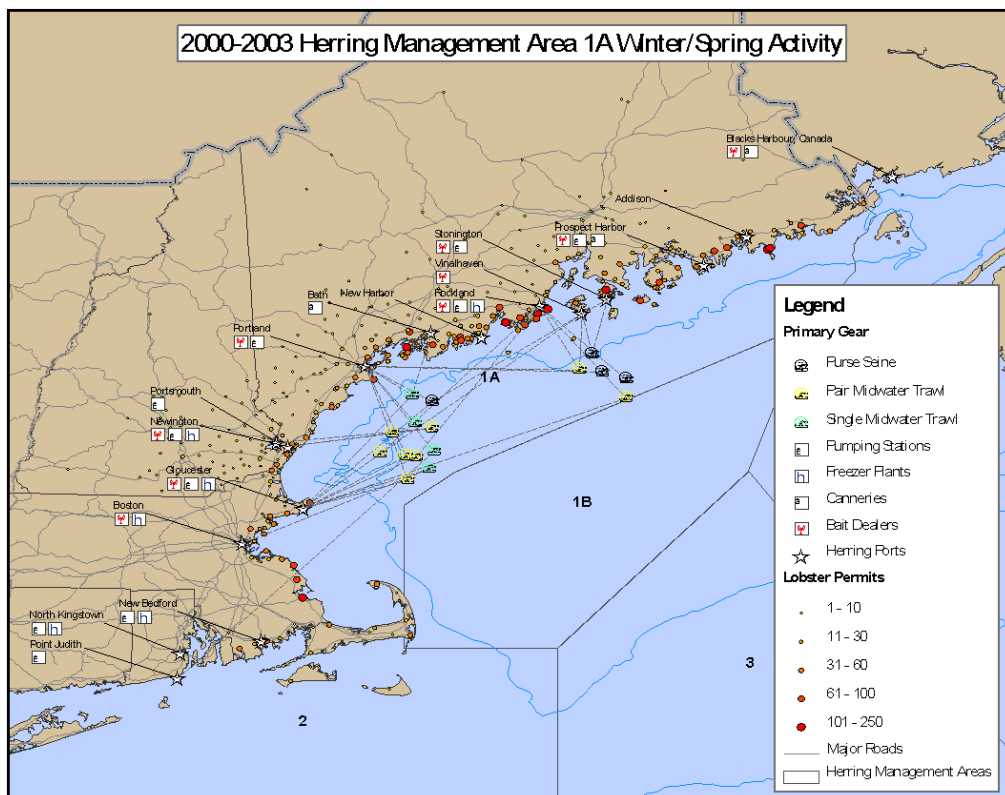 2000-2003 Herring Management Area 1A Winter/Spring Activity
Blacks Harbour, Canada
Addison
Prospect Harbor
Stonington
Vinalhaven
Rockland
New Harbor
Bath
Portland
1A
Portsmouth
Newington
Gloucester
Boston
1B
New Bedford
North Kingstown
Point Judith
3
2
Legend
Primary Gear
Purse Seine
Pair Midwater Trawl
Single Midwater Trawl
Pumping Stations
Freezer Plants
Canneries
Bait Dealers
Herring Ports
Lobster Permits
1 - 10
11 - 30
31 - 60
61 - 100
101 - 250
Major Roads
Herring Management Areas